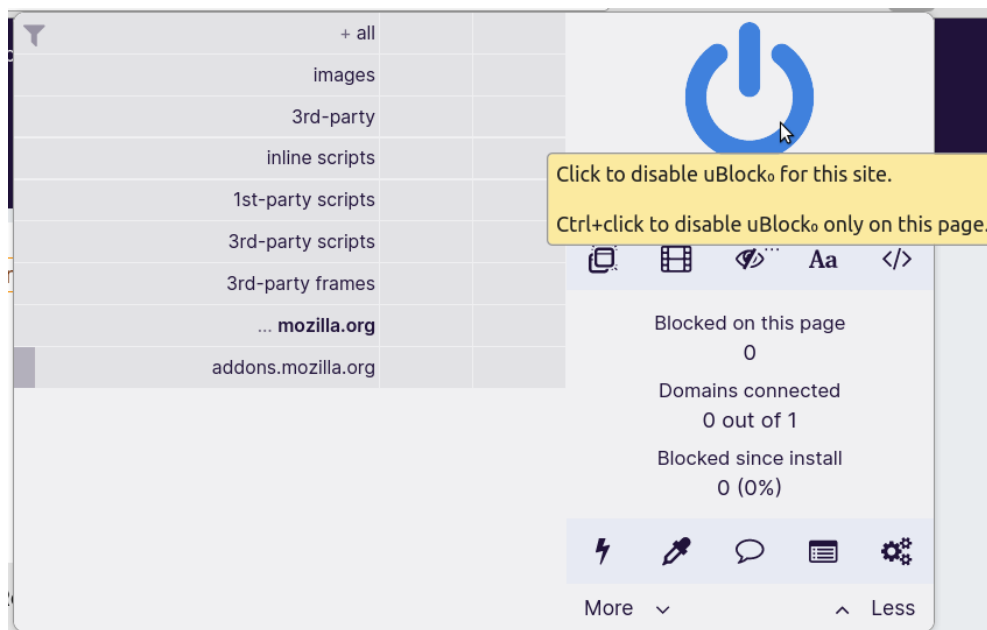 + all
images
3rd-party
inline scripts
1st-party scripts
3rd-party scripts
3rd-party frames
... mozilla.org
addons.mozilla.org
Click to disable uBlock₀ for this site.
Ctrl+click to disable uBlock₀ only on this page.
Aa
</>
Blocked on this page
0
Domains connected
0 out of 1
Blocked since install
0 (0%)
More
Less